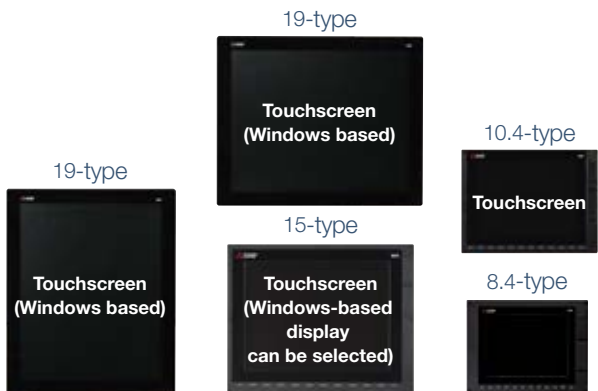 19-type
Touchscreen
(Windows based)
19-type
Touchscreen
(Windows based)
15-type
Touchscreen
(Windows-based
display
can be selected)
10.4-type
Touchscreen
8.4-type